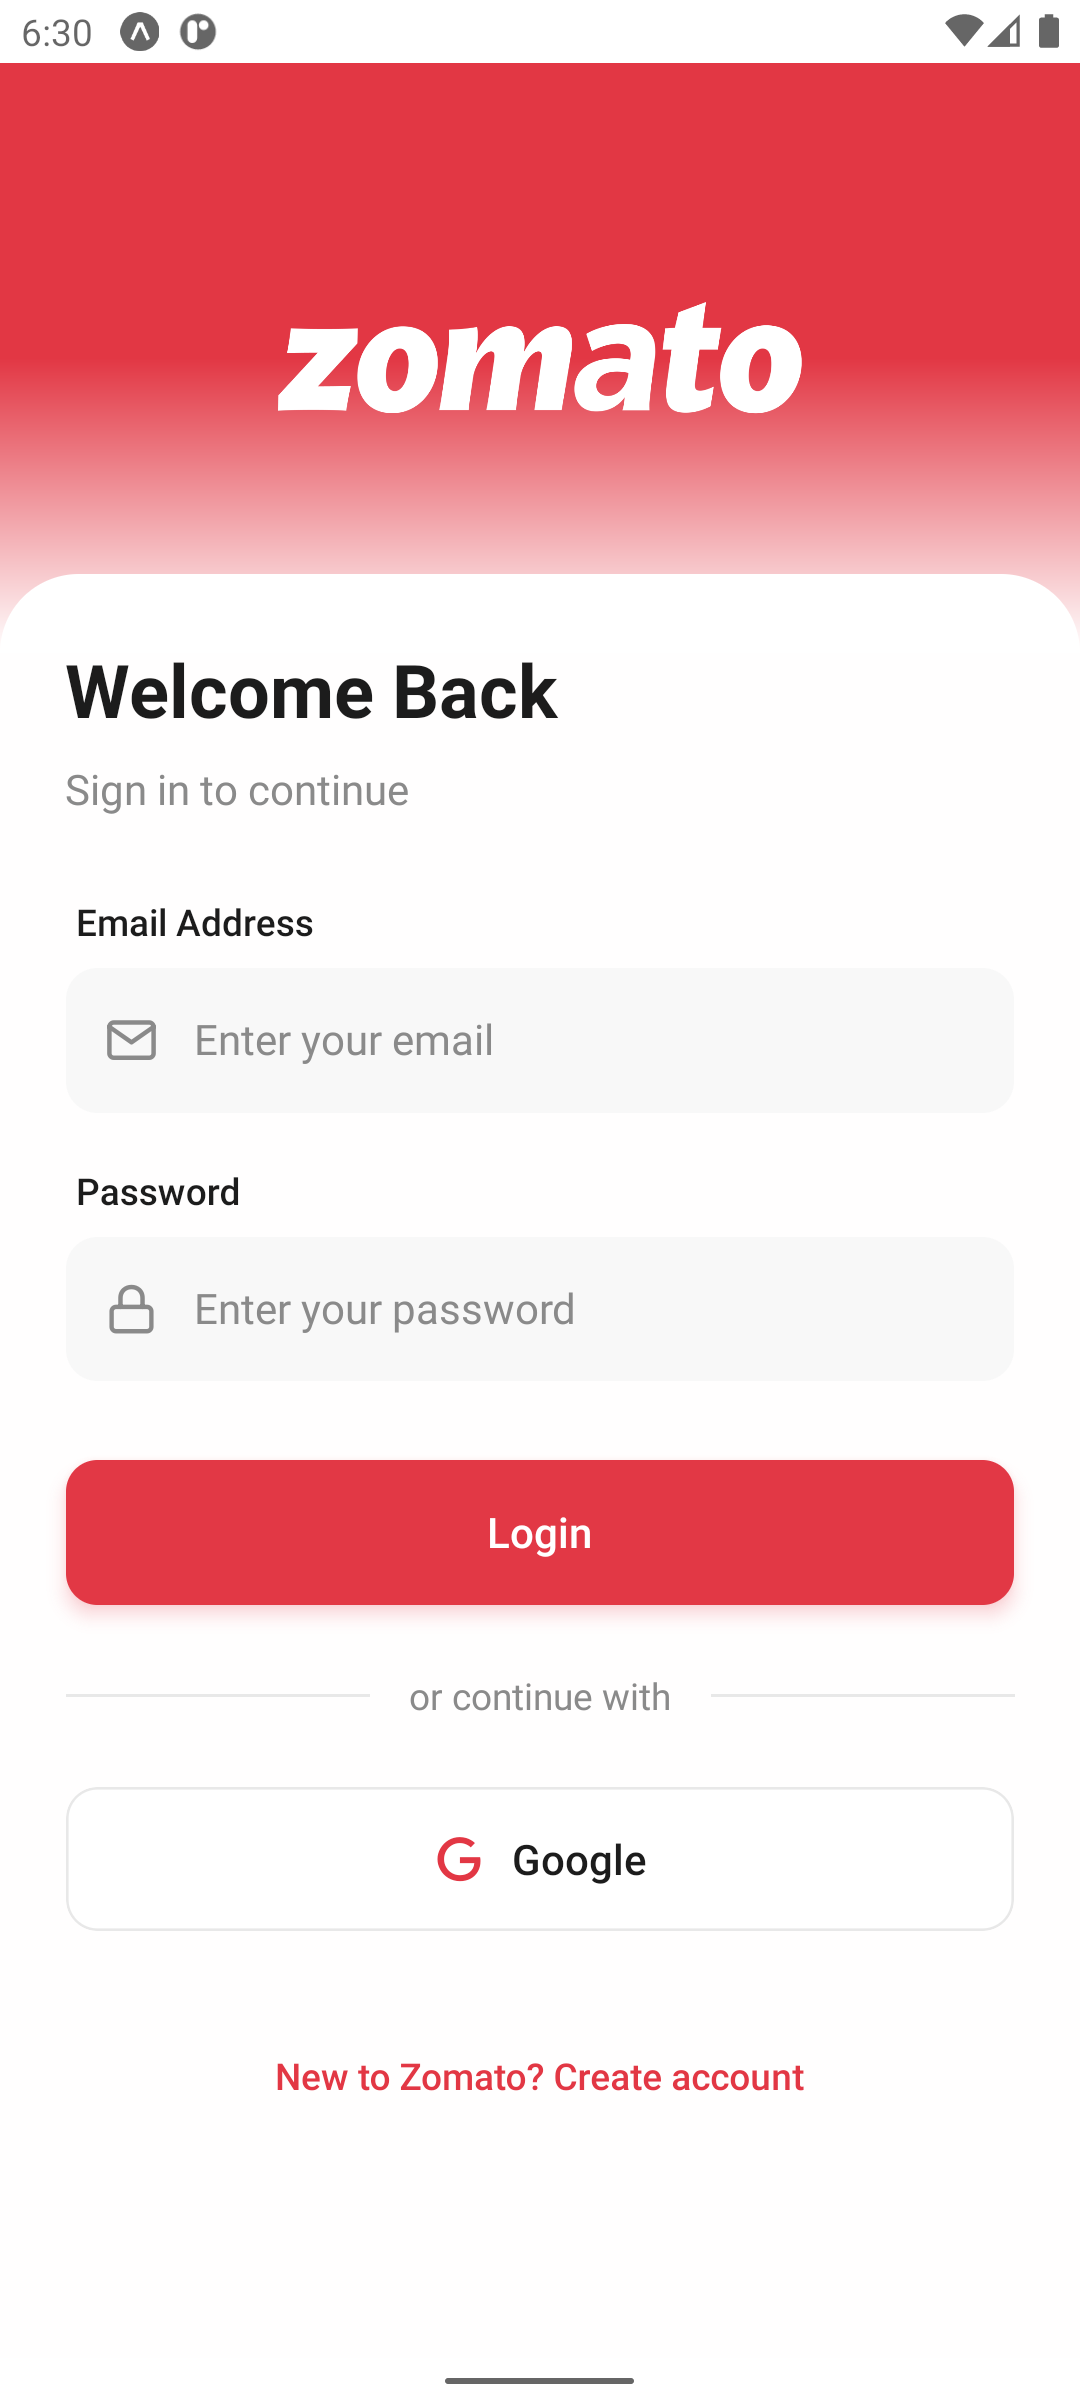 6:30
zomato
Welcome Back
Sign in to continue
Email Address
Enter your email
Password
Enter your password
Login
or continue with
Google
New to Zomato? Create account